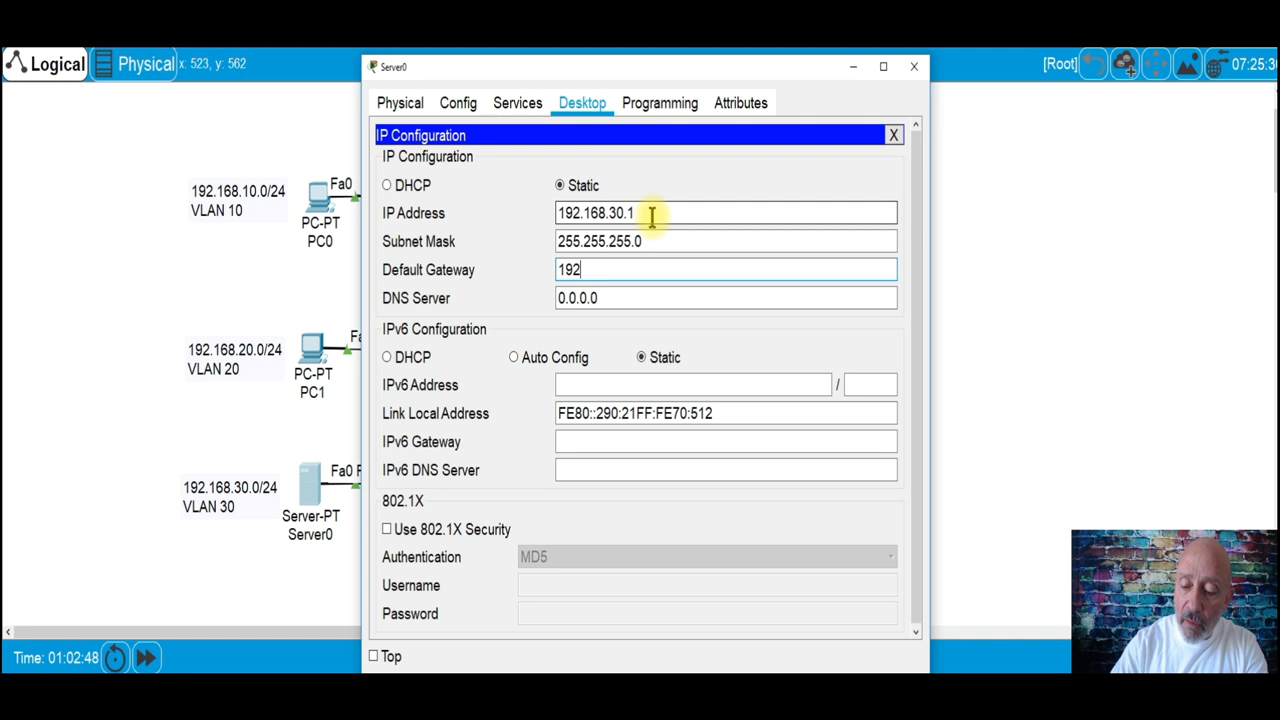 Logical
Physical
x: 523, y: 562
[Root]
07:25:3
Server0
Physical
Config
Services
Desktop
Programming
Attributes
IP Configuration
X
IP Configuration
DHCP
Static
IP Address
192.168.30.1
Subnet Mask
255.255.255.0
Default Gateway
192
DNS Server
0.0.0.0
IPv6 Configuration
DHCP
Auto Config
Static
IPv6 Address
/
Link Local Address
FE80::290:21FF:FE70:512
IPv6 Gateway
IPv6 DNS Server
802.1X
Use 802.1X Security
Authentication
MD5
Username
Password
Top
192.168.10.0/24
VLAN 10
Fa0
PC-PT
PC0
192.168.20.0/24
VLAN 20
Fa
PC-PT
PC1
192.168.30.0/24
VLAN 30
Fa0 F
Server-PT
Server0
Time: 01:02:48